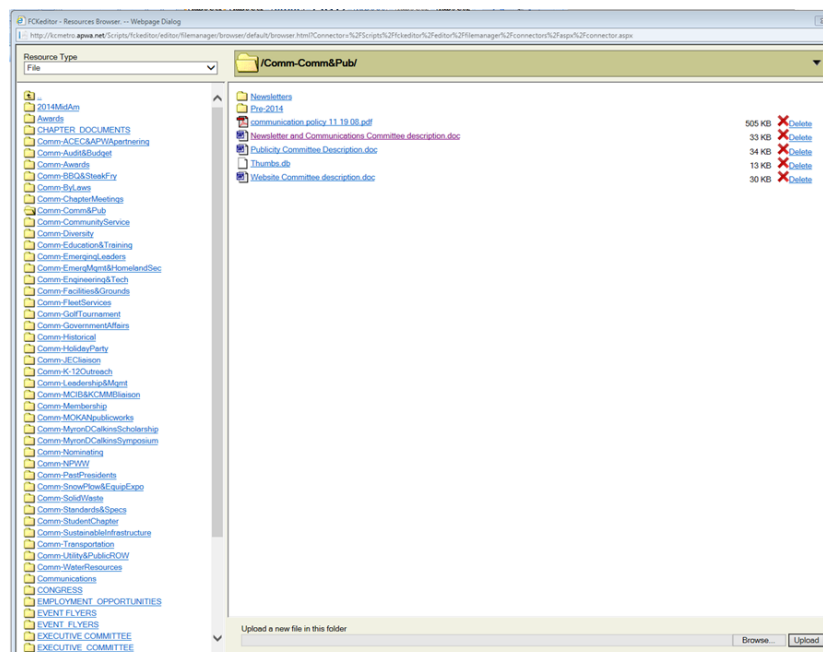 FCKeditor - Resources Browser. -- Webpage Dialog
http://kcmetro.apwa.net/Scripts/fckeditor/editor/filemanager/browser/default/browser.html?Connector=%2FScripts%2Ffckeditor%2Feditor%2Ffilemanager%2Fconnectors%2Faspx%2Fconnector.aspx
Resource Type
File
/Comm-Comm&Pub/
..
2014MidAm
Awards
CHAPTER_DOCUMENTS
Comm-ACEC&APWApartnering
Comm-Audit&Budget
Comm-Awards
Comm-BBQ&SteakFry
Comm-ByLaws
Comm-ChapterMeetings
Comm-Comm&Pub
Comm-CommunityService
Comm-Diversity
Comm-Education&Training
Comm-EmergingLeaders
Comm-EmergMgmt&HomelandSec
Comm-Engineering&Tech
Comm-Facilities&Grounds
Comm-FleetServices
Comm-GolfTournament
Comm-GovernmentAffairs
Comm-Historical
Comm-HolidayParty
Comm-JECliaison
Comm-K-12Outreach
Comm-Leadership&Mgmt
Comm-MCIB&KCMMBliaison
Comm-Membership
Comm-MOKANpublicworks
Comm-MyronDCalkinsScholarship
Comm-MyronDCalkinsSymposium
Comm-Nominating
Comm-NPWW
Comm-PastPresidents
Comm-SnowPlow&EquipExpo
Comm-SolidWaste
Comm-Standards&Specs
Comm-StudentChapter
Comm-SustainableInfrastructure
Comm-Transportation
Comm-Utility&PublicROW
Comm-WaterResources
Communications
CONGRESS
EMPLOYMENT_OPPORTUNITIES
EVENT FLYERS
EVENT_FLYERS
EXECUTIVE COMMITTEE
EXECUTIVE_COMMITTEE
Newsletters
Pre-2014
communication policy 11 19 08.pdf 505 KB Delete
Newsletter and Communications Committee description.doc 33 KB Delete
Publicity Committee Description.doc 34 KB Delete
Thumbs.db 13 KB Delete
Website Committee description.doc 30 KB Delete
Upload a new file in this folder
Browse... Upload